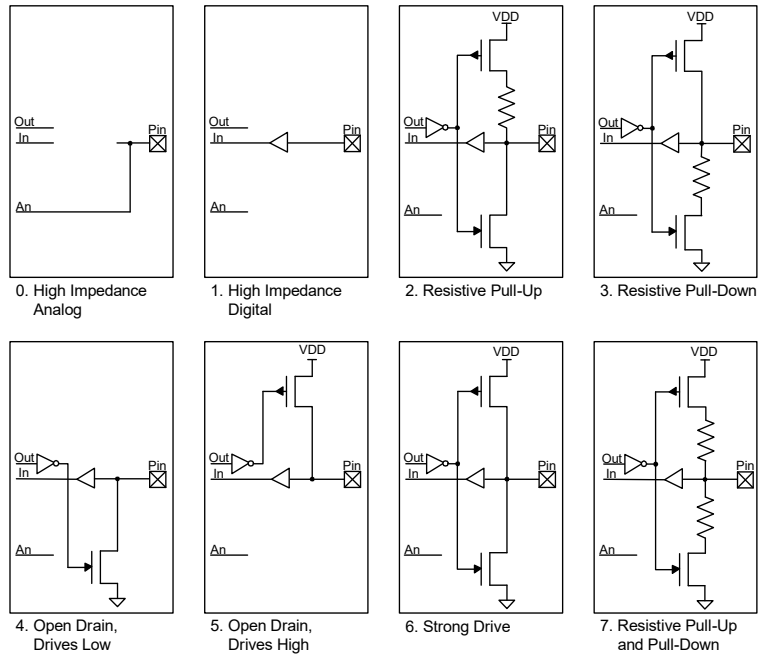 Out
In
Pin
An
0. High Impedance
Analog
Out
In
Pin
An
1. High Impedance
Digital
VDD
Out
In
Pin
An
2. Resistive Pull-Up
VDD
Out
In
Pin
An
3. Resistive Pull-Down
Out
In
Pin
An
4. Open Drain,
Drives Low
VDD
Out
In
Pin
An
5. Open Drain,
Drives High
VDD
Out
In
Pin
An
6. Strong Drive
VDD
Out
In
Pin
An
7. Resistive Pull-Up
and Pull-Down